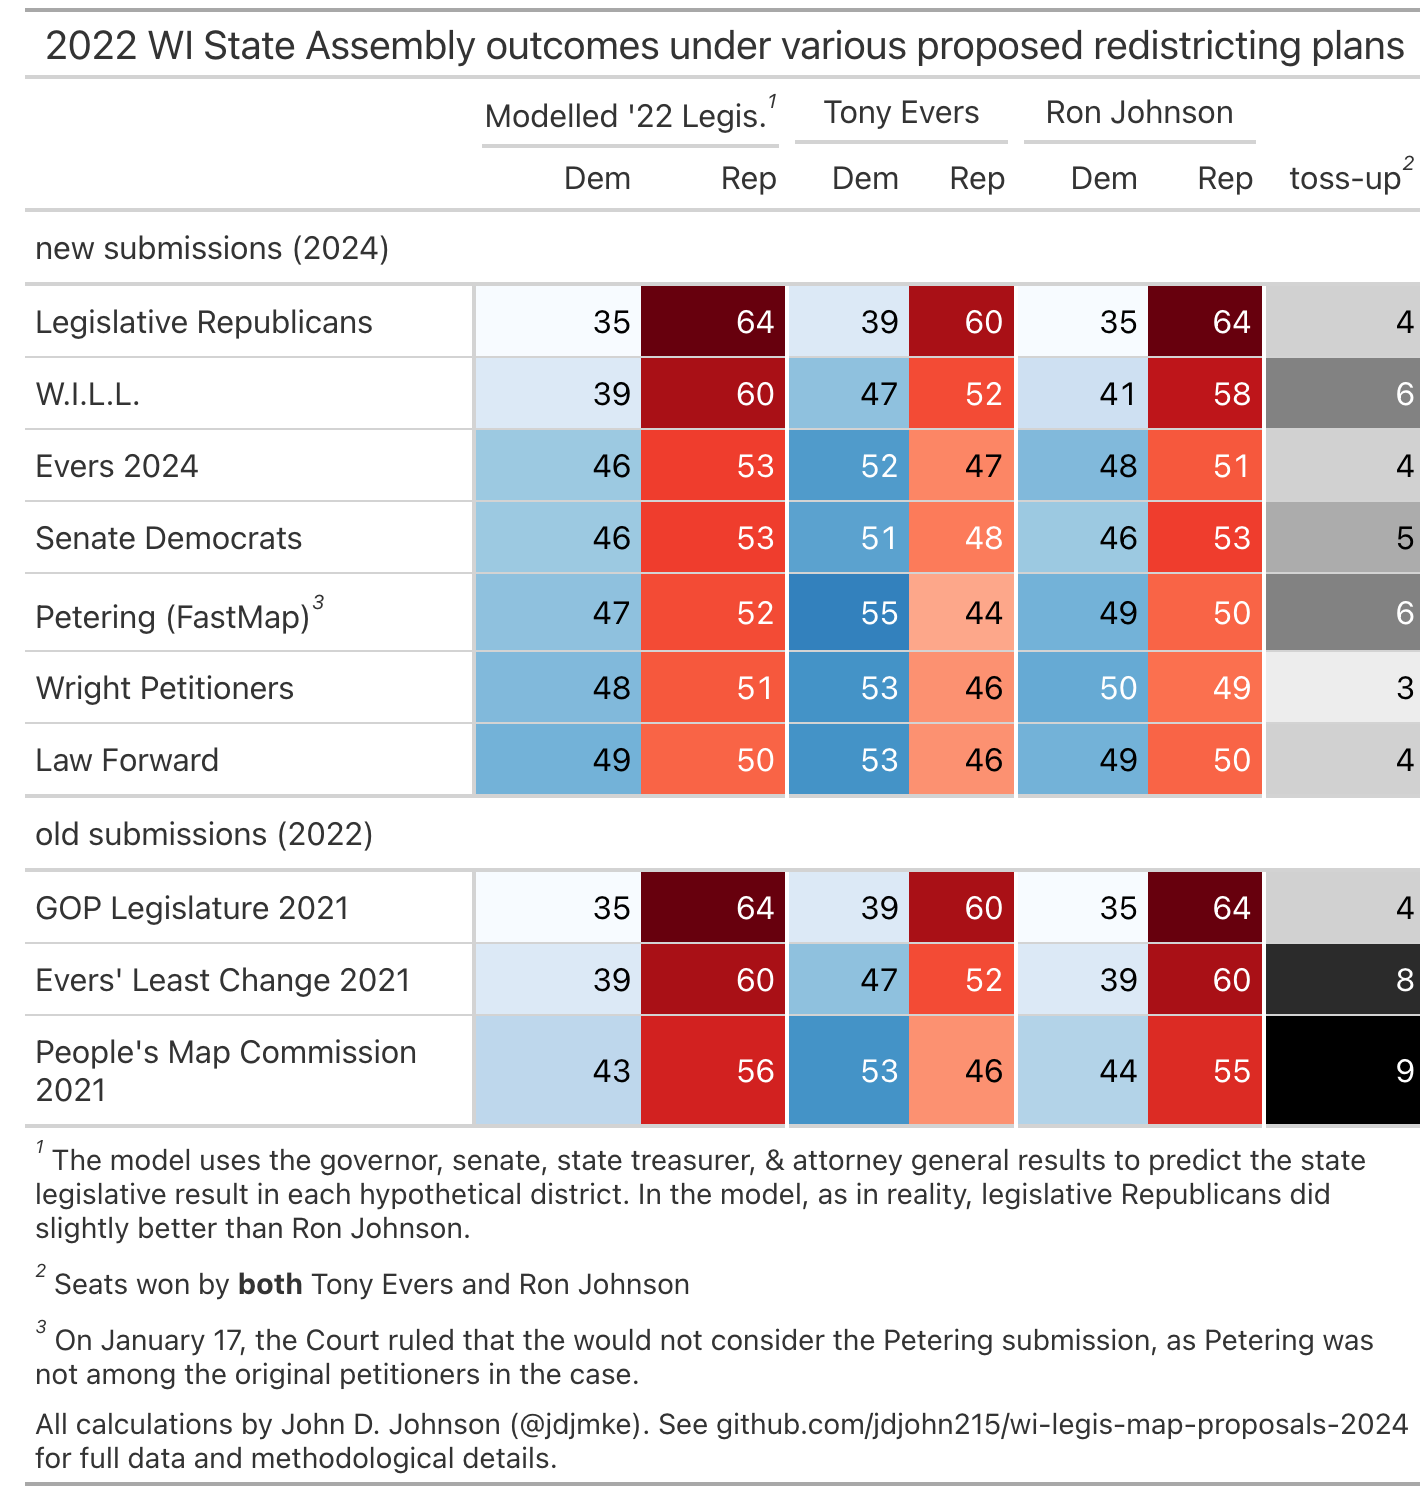 2022 WI State Assembly outcomes under various proposed redistricting plans
Modelled '22 Legis.1 Tony Evers Ron Johnson
Dem Rep Dem Rep Dem Rep toss-up2
new submissions (2024)
Legislative Republicans 35 64 39 60 35 64 4
W.I.L.L. 39 60 47 52 41 58 6
Evers 2024 46 53 52 47 48 51 4
Senate Democrats 46 53 51 48 46 53 5
Petering (FastMap)3 47 52 55 44 49 50 6
Wright Petitioners 48 51 53 46 50 49 3
Law Forward 49 50 53 46 49 50 4
old submissions (2022)
GOP Legislature 2021 35 64 39 60 35 64 4
Evers' Least Change 2021 39 60 47 52 39 60 8
People's Map Commission
2021 43 56 53 46 44 55 9
1 The model uses the governor, senate, state treasurer, & attorney general results to predict the state
legislative result in each hypothetical district. In the model, as in reality, legislative Republicans did
slightly better than Ron Johnson.
2 Seats won by both Tony Evers and Ron Johnson
3 On January 17, the Court ruled that the would not consider the Petering submission, as Petering was
not among the original petitioners in the case.
All calculations by John D. Johnson (@jdjmke). See github.com/jdjohn215/wi-legis-map-proposals-2024
for full data and methodological details.